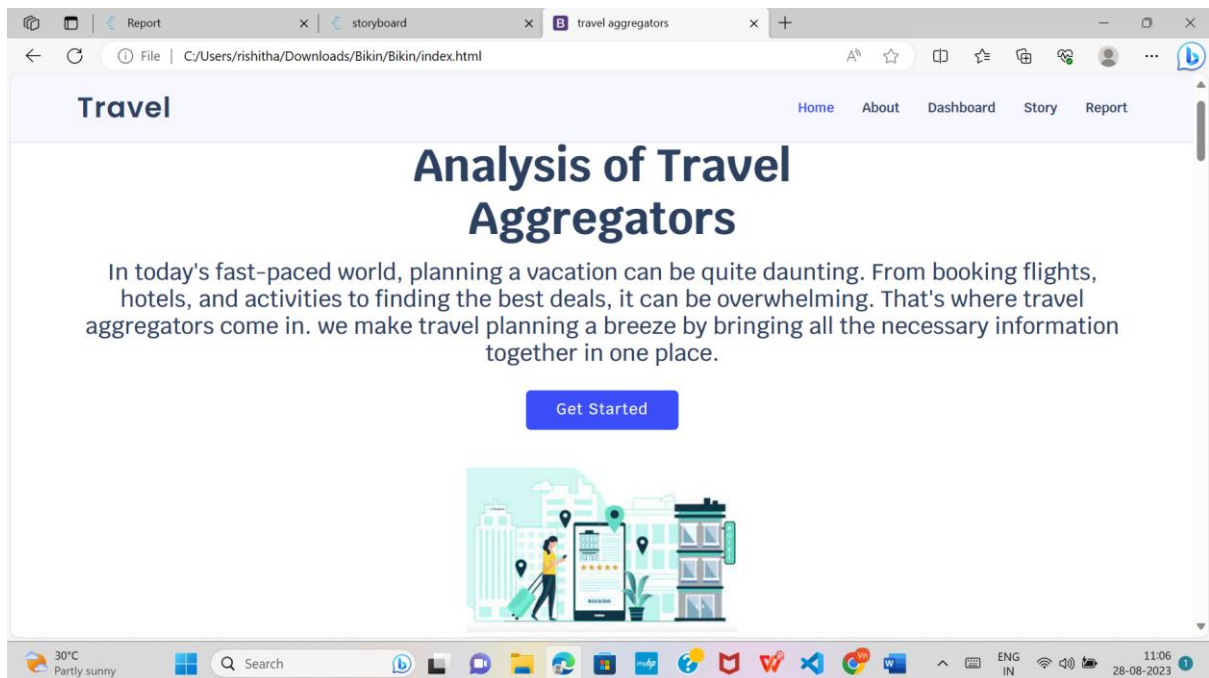 Report
storyboard
travel aggregators
File | C:/Users/rishitha/Downloads/Bikin/Bikin/index.html
Travel
Home About Dashboard Story Report
Analysis of Travel
Aggregators
In today's fast-paced world, planning a vacation can be quite daunting. From booking flights,
hotels, and activities to finding the best deals, it can be overwhelming. That's where travel
aggregators come in. we make travel planning a breeze by bringing all the necessary information
together in one place.
Get Started
HOTEL
BOOKING
30°C
Partly sunny
Search
ENG
IN
11:06
28-08-2023
1